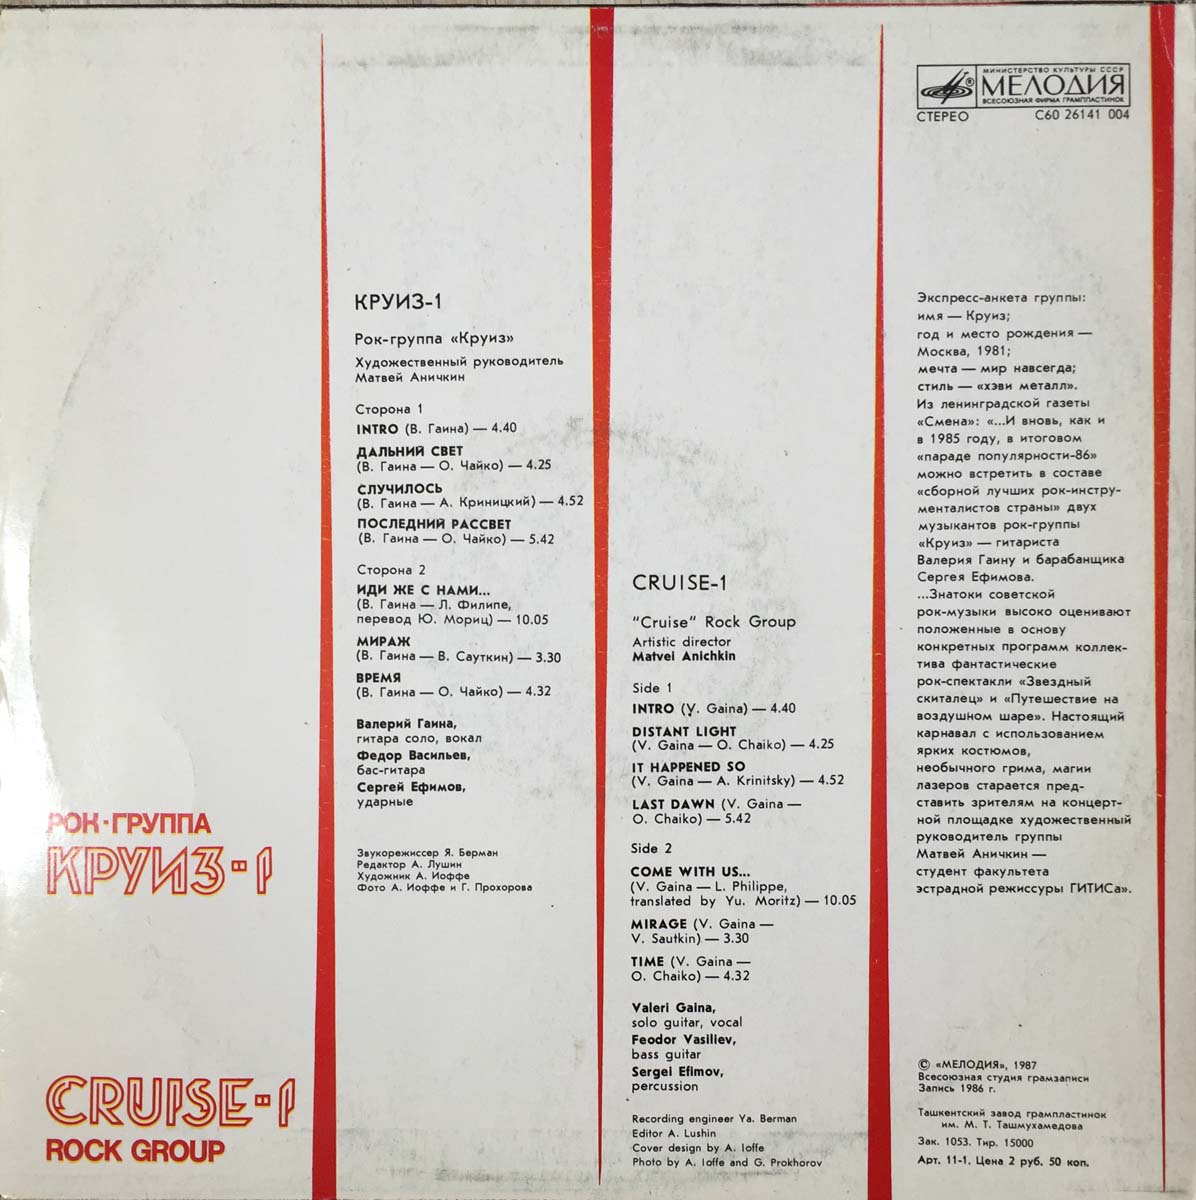 РОК-ГРУППА
КРУИЗ-1
CRUISE-1
ROCK GROUP
КРУИЗ-1
Рок-группа «Круиз»
Художественный руководитель
Матвей Аничкин
Сторона 1
INTRO (В. Гаина) — 4.40
ДАЛЬНИЙ СВЕТ
(В. Гаина — О. Чайко) — 4.25
СЛУЧИЛОСЬ
(В. Гаина — А. Криницкий) — 4.52
ПОСЛЕДНИЙ РАССВЕТ
(В. Гаина — О. Чайко) — 5.42
Сторона 2
ИДИ ЖЕ С НАМИ...
(В. Гаина — Л. Филипе,
перевод Ю. Мориц) — 10.05
МИРАЖ
(В. Гаина — В. Сауткин) — 3.30
ВРЕМЯ
(В. Гаина — О. Чайко) — 4.32
Валерий Гаина,
гитара соло, вокал
Федор Васильев,
бас-гитара
Сергей Ефимов,
ударные
Звукорежиссер Я. Берман
Редактор А. Лушин
Художник А. Иоффе
Фото А. Иоффе и Г. Прохорова
CRUISE-1
"Cruise" Rock Group
Artistic director
Matvei Anichkin
Side 1
INTRO (V. Gaina) — 4.40
DISTANT LIGHT
(V. Gaina — O. Chaiko) — 4.25
IT HAPPENED SO
(V. Gaina — A. Krinitsky) — 4.52
LAST DAWN (V. Gaina —
O. Chaiko) — 5.42
Side 2
COME WITH US...
(V. Gaina — L. Philippe,
translated by Yu. Moritz) — 10.05
MIRAGE (V. Gaina —
V. Sautkin) — 3.30
TIME (V. Gaina —
O. Chaiko) — 4.32
Valeri Gaina,
solo guitar, vocal
Feodor Vasiliev,
bass guitar
Sergei Efimov,
percussion
Recording engineer Ya. Berman
Editor A. Lushin
Cover design by A. Ioffe
Photo by A. Ioffe and G. Prokhorov
МИНИСТЕРСТВО КУЛЬТУРЫ СССР
® МЕЛОДИЯ
ВСЕСОЮЗНАЯ ФИРМА ГРАМПЛАСТИНОК
СТЕРЕО С60 26141 004
Экспресс-анкета группы:
имя — Круиз;
год и место рождения —
Москва, 1981;
мечта — мир навсегда;
стиль — «хэви металл».
Из ленинградской газеты
«Смена»: «...И вновь, как и
в 1985 году, в итоговом
«параде популярности-86»
можно встретить в составе
«сборной лучших рок-инстру-
менталистов страны» двух
музыкантов рок-группы
«Круиз» — гитариста
Валерия Гаину и барабанщика
Сергея Ефимова.
...Знатоки советской
рок-музыки высоко оценивают
положенные в основу
конкретных программ коллек-
тива фантастические
рок-спектакли «Звездный
скиталец» и «Путешествие на
воздушном шаре». Настоящий
карнавал с использованием
ярких костюмов,
необычного грима, магии
лазеров старается пред-
ставить зрителям на концерт-
ной площадке художественный
руководитель группы
Матвей Аничкин —
студент факультета
эстрадной режиссуры ГИТИСа».
© «МЕЛОДИЯ», 1987
Всесоюзная студия грамзаписи
Запись 1986 г.
Ташкентский завод грампластинок
им. М. Т. Ташмухамедова
Зак. 1053. Тир. 15000
Арт. 11-1. Цена 2 руб. 50 коп.